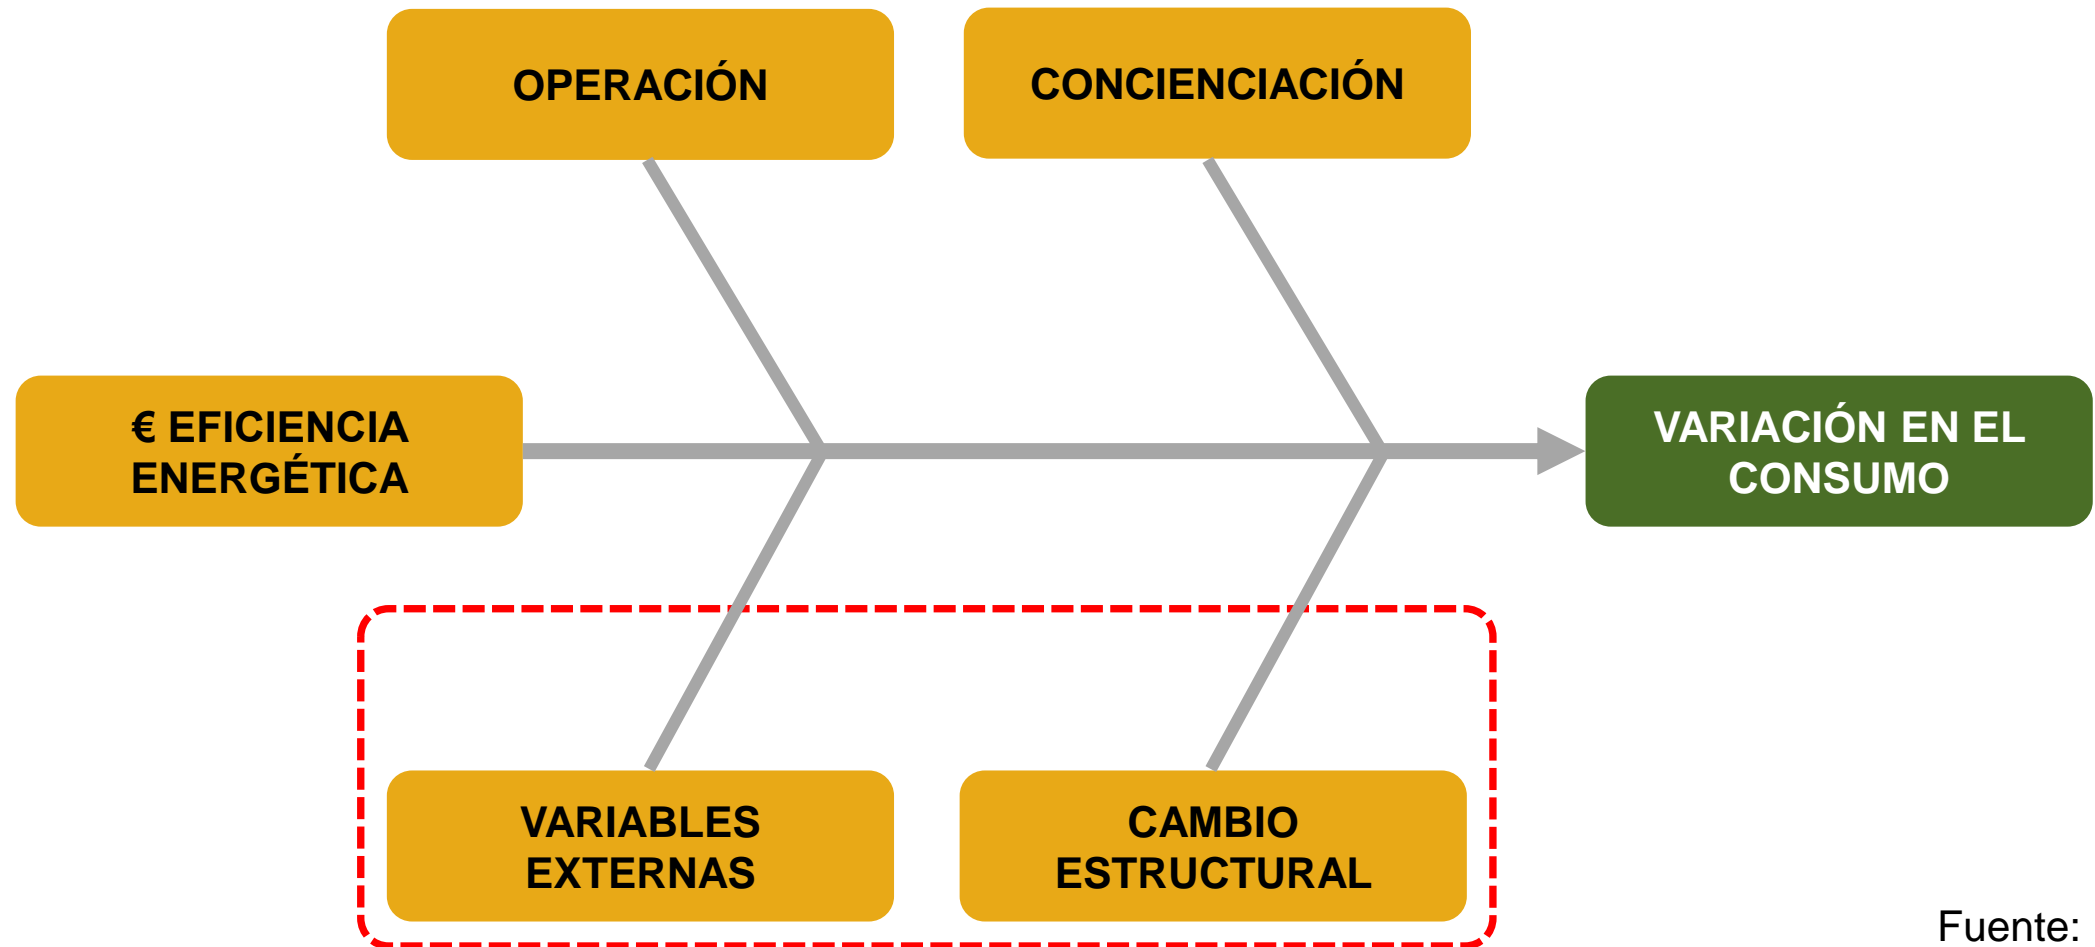 OPERACIÓN
CONCIENCIACIÓN
€ EFICIENCIA
ENERGÉTICA
VARIACIÓN EN EL
CONSUMO
VARIABLES
EXTERNAS
CAMBIO
ESTRUCTURAL
Fuente: